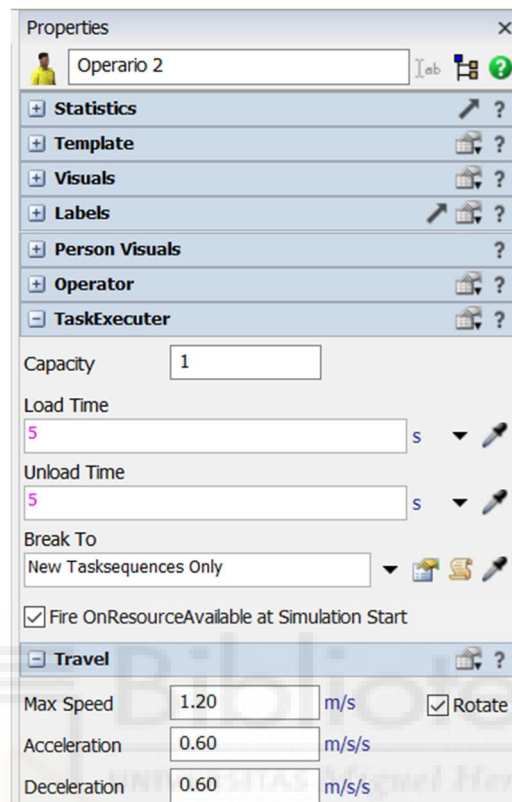 Properties ×
Operario 2
+ Statistics ?
+ Template ?
+ Visuals ?
+ Labels ?
+ Person Visuals ?
+ Operator ?
− TaskExecuter ?
Capacity 1
Load Time
5 s
Unload Time
5 s
Break To
New Tasksequences Only
Fire OnResourceAvailable at Simulation Start
− Travel ?
Max Speed 1.20 m/s Rotate
Acceleration 0.60 m/s/s
Deceleration 0.60 m/s/s